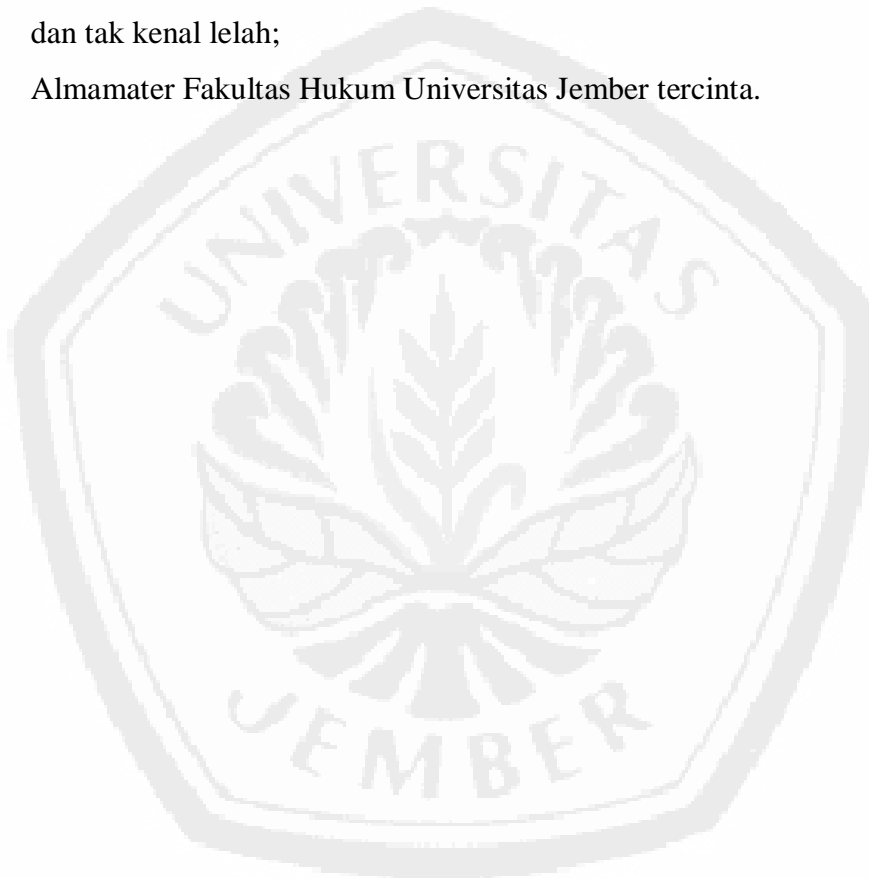 dan tak kenal lelah;
Almamater Fakultas Hukum Universitas Jember tercinta.
UNIVERSITAS
JEMBER